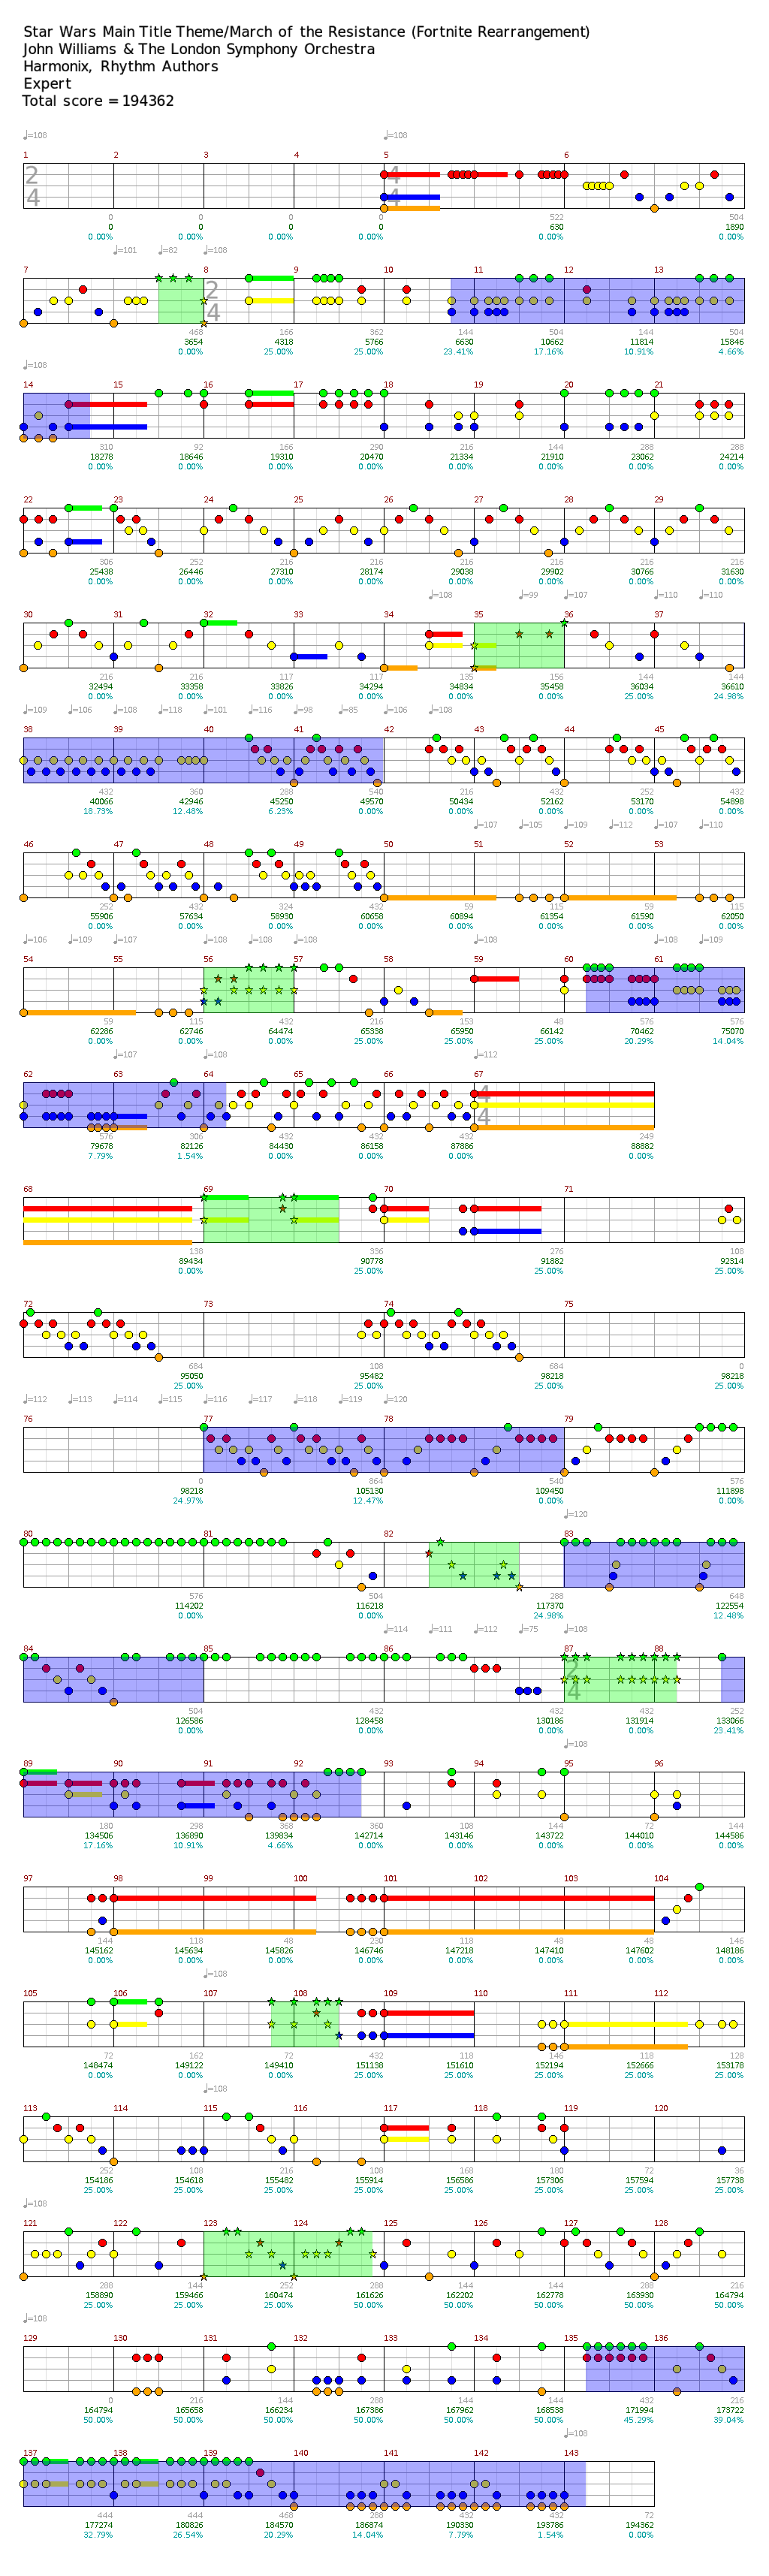 Star Wars Main Title Theme/March of the Resistance (Fortnite Rearrangement)
John Williams & The London Symphony Orchestra
Harmonix, Rhythm Authors
Expert
Total score = 194362
♩=108 ♩=108
1 2 3 4 5 6
2 4
4 4
0 0 0 0 522 504
0 0 0 0 630 1890
0.00% 0.00% 0.00% 0.00% 0.00% 0.00%
♩=101 ♩=82 ♩=108
7 8 9 10 11 12 13
2
4
468 166 362 144 504 144 504
3654 4318 5766 6630 10662 11814 15846
0.00% 25.00% 25.00% 23.41% 17.16% 10.91% 4.66%
♩=108
14 15 16 17 18 19 20 21
310 92 166 290 216 144 288 288
18278 18646 19310 20470 21334 21910 23062 24214
0.00% 0.00% 0.00% 0.00% 0.00% 0.00% 0.00% 0.00%
22 23 24 25 26 27 28 29
306 252 216 216 216 216 216 216
25438 26446 27310 28174 29038 29902 30766 31630
0.00% 0.00% 0.00% 0.00% 0.00% 0.00% 0.00% 0.00%
♩=108 ♩=99 ♩=107 ♩=110 ♩=110
30 31 32 33 34 35 36 37
216 216 117 117 135 156 144 144
32494 33358 33826 34294 34834 35458 36034 36610
0.00% 0.00% 0.00% 0.00% 0.00% 0.00% 25.00% 24.98%
♩=109 ♩=106 ♩=108 ♩=118 ♩=101 ♩=116 ♩=98 ♩=85 ♩=106 ♩=108
38 39 40 41 42 43 44 45
432 360 288 540 216 432 252 432
40066 42946 45250 49570 50434 52162 53170 54898
18.73% 12.48% 6.23% 0.00% 0.00% 0.00% 0.00% 0.00%
♩=107 ♩=105 ♩=109 ♩=112 ♩=107 ♩=110
46 47 48 49 50 51 52 53
252 432 324 432 59 115 59 115
55906 57634 58930 60658 60894 61354 61590 62050
0.00% 0.00% 0.00% 0.00% 0.00% 0.00% 0.00% 0.00%
♩=106 ♩=109 ♩=107 ♩=108 ♩=108 ♩=108 ♩=108 ♩=108 ♩=109
54 55 56 57 58 59 60 61
59 115 432 216 153 48 576 576
62286 62746 64474 65338 65950 66142 70462 75070
0.00% 0.00% 0.00% 25.00% 25.00% 25.00% 20.29% 14.04%
♩=107 ♩=108 ♩=112
62 63 64 65 66 67
4
4
576 306 432 432 432 249
79678 82126 84430 86158 87886 88882
7.79% 1.54% 0.00% 0.00% 0.00% 0.00%
68 69 70 71
138 336 276 108
89434 90778 91882 92314
0.00% 25.00% 25.00% 25.00%
72 73 74 75
684 108 684 0
95050 95482 98218 98218
25.00% 25.00% 25.00% 25.00%
♩=112 ♩=113 ♩=114 ♩=115 ♩=116 ♩=117 ♩=118 ♩=119 ♩=120
76 77 78 79
0 864 540 576
98218 105130 109450 111898
24.97% 12.47% 0.00% 0.00%
♩=120
80 81 82 83
576 504 288 648
114202 116218 117370 122554
0.00% 0.00% 24.98% 12.48%
♩=114 ♩=111 ♩=112 ♩=75 ♩=108
84 85 86 87 88
2
4
504 432 432 432 252
126586 128458 130186 131914 133066
0.00% 0.00% 0.00% 0.00% 23.41%
♩=108
89 90 91 92 93 94 95 96
180 298 368 360 108 144 72 144
134506 136890 139834 142714 143146 143722 144010 144586
17.16% 10.91% 4.66% 0.00% 0.00% 0.00% 0.00% 0.00%
97 98 99 100 101 102 103 104
144 118 48 230 118 48 48 146
145162 145634 145826 146746 147218 147410 147602 148186
0.00% 0.00% 0.00% 0.00% 0.00% 0.00% 0.00% 0.00%
♩=108
105 106 107 108 109 110 111 112
72 162 72 432 118 146 118 128
148474 149122 149410 151138 151610 152194 152666 153178
0.00% 0.00% 0.00% 25.00% 25.00% 25.00% 25.00% 25.00%
♩=108
113 114 115 116 117 118 119 120
252 108 216 108 168 180 72 36
154186 154618 155482 155914 156586 157306 157594 157738
25.00% 25.00% 25.00% 25.00% 25.00% 25.00% 25.00% 25.00%
♩=108
121 122 123 124 125 126 127 128
288 144 252 288 144 144 288 216
158890 159466 160474 161626 162202 162778 163930 164794
25.00% 25.00% 25.00% 50.00% 50.00% 50.00% 50.00% 50.00%
♩=108
129 130 131 132 133 134 135 136
0 216 144 288 144 144 432 216
164794 165658 166234 167386 167962 168538 171994 173722
50.00% 50.00% 50.00% 50.00% 50.00% 50.00% 45.29% 39.04%
♩=108
137 138 139 140 141 142 143
444 444 468 288 432 432 72
177274 180826 184570 186874 190330 193786 194362
32.79% 26.54% 20.29% 14.04% 7.79% 1.54% 0.00%